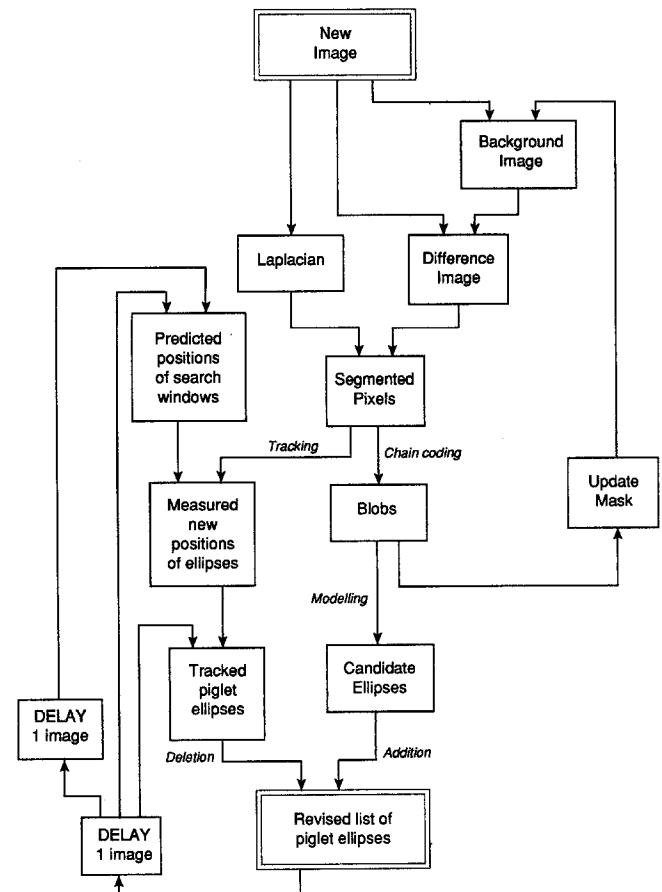 New
Image
Background
Image
Laplacian
Difference
Image
Predicted
positions
of search
windows
Segmented
Pixels
Tracking
Chain coding
Update
Mask
Measured
new
positions
of ellipses
Blobs
Modelling
Tracked
piglet
ellipses
Candidate
Ellipses
DELAY
1 image
Deletion
Addition
DELAY
1 image
Revised list of
piglet ellipses